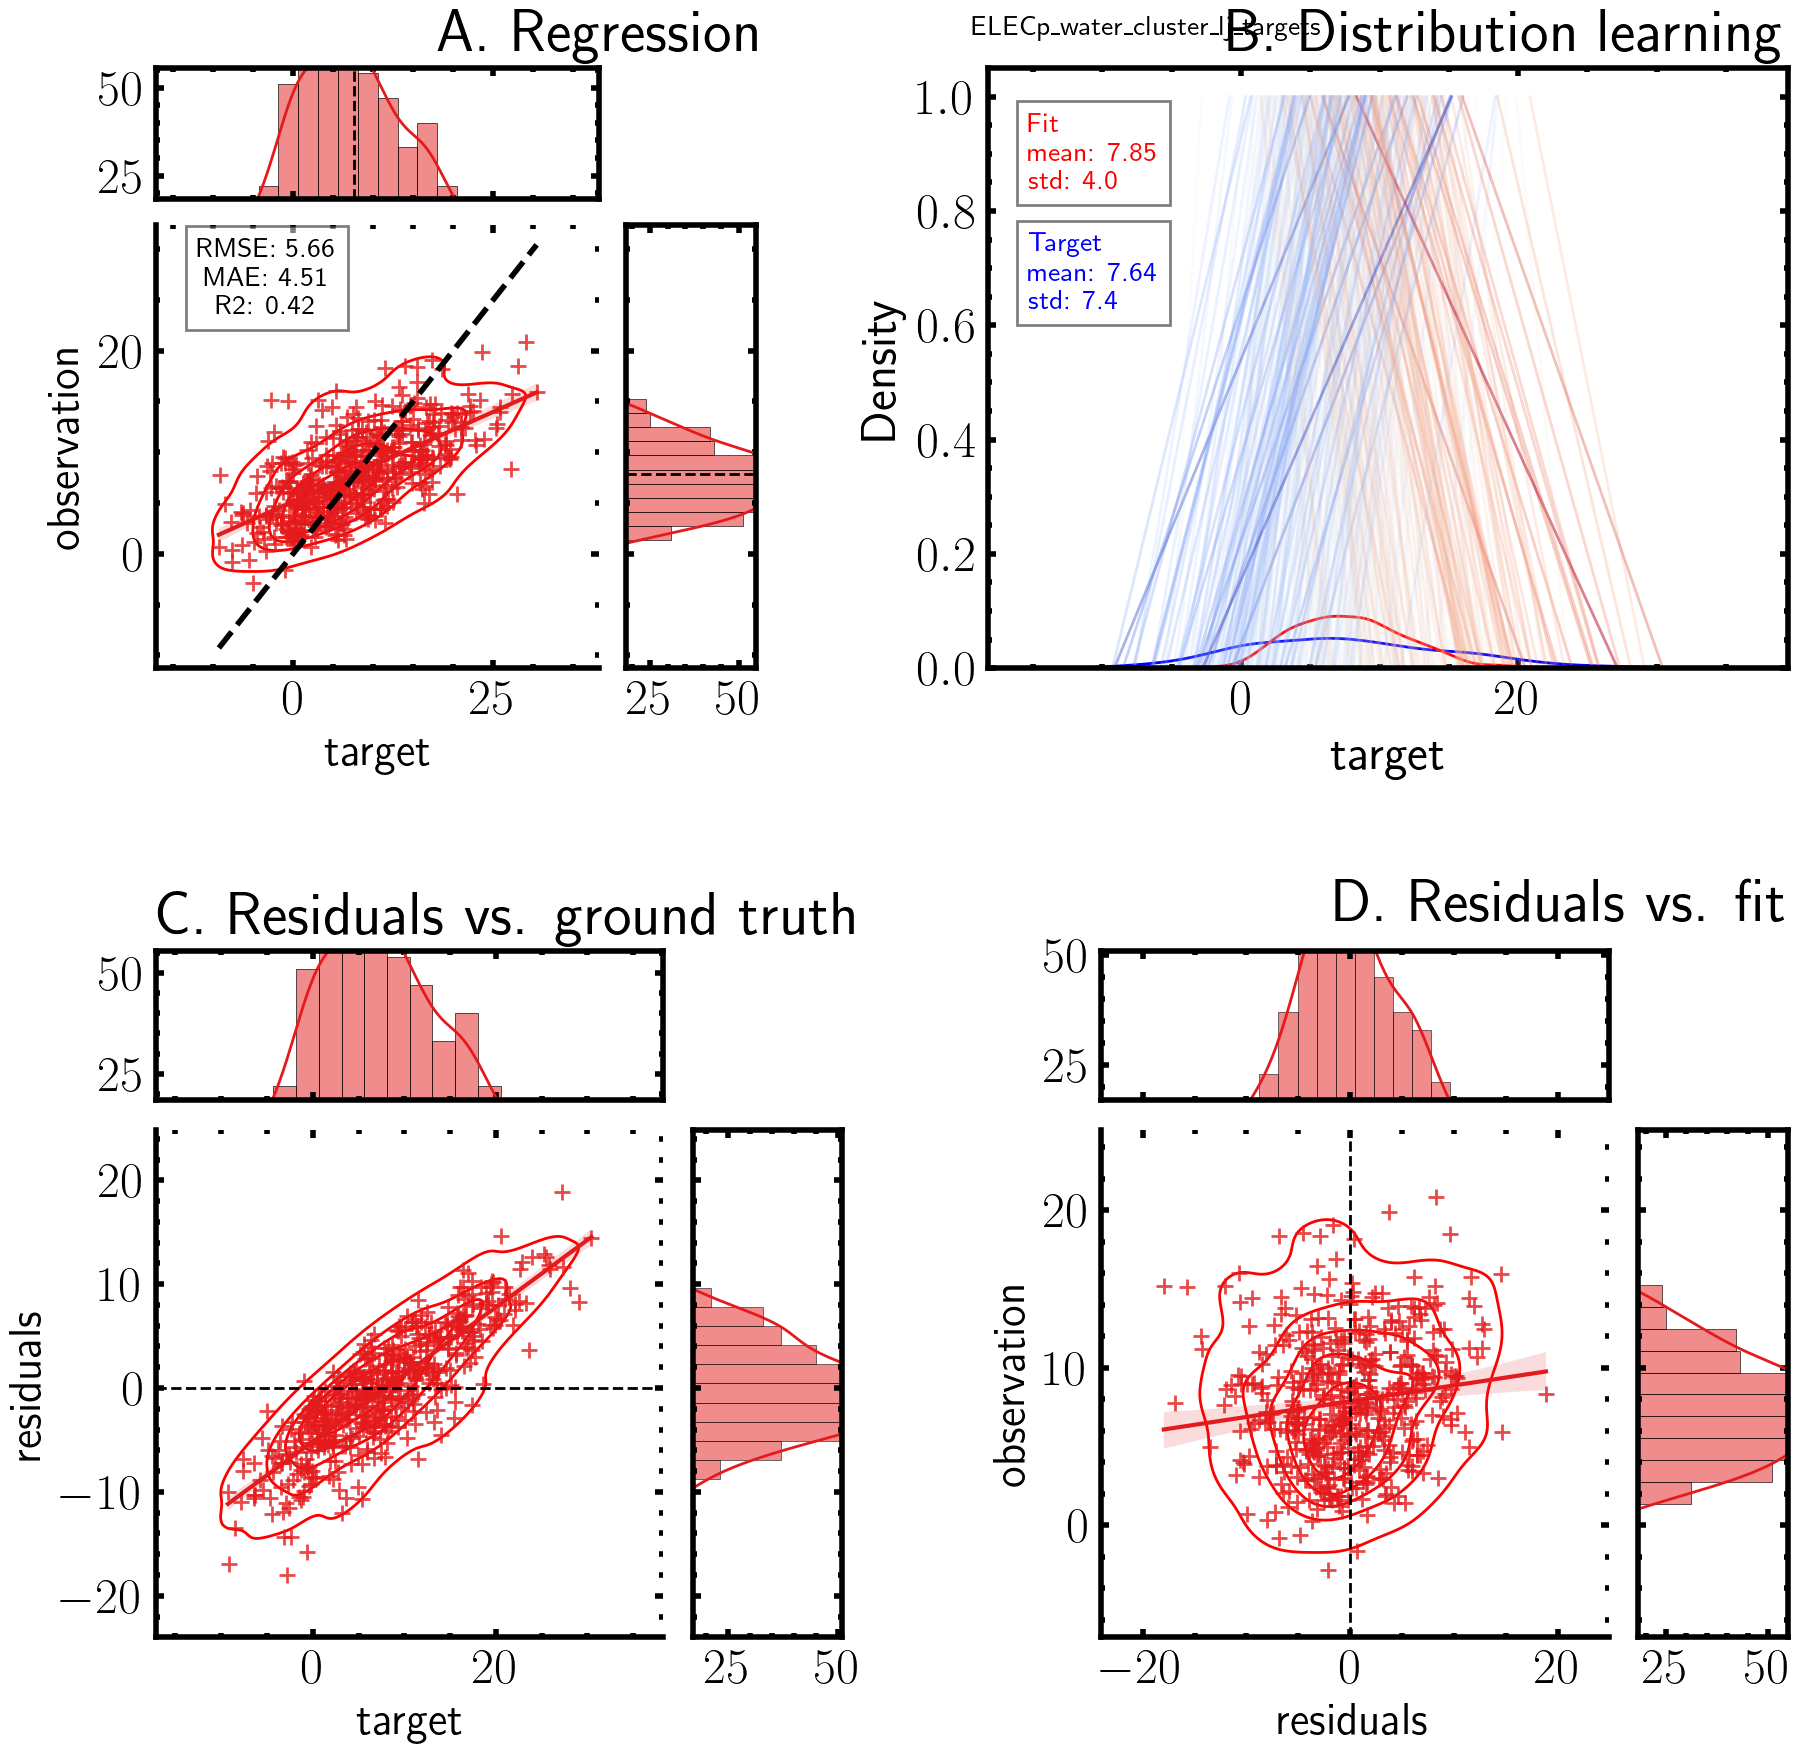 A. Regression
50
25
RMSE: 5.66
MAE: 4.51
R2: 0.42
observation
20
0
0
25
target
25
50
ELECp_water_cluster_lj_targets
B. Distribution learning
Fit
mean: 7.85
std: 4.0
Target
mean: 7.64
std: 7.4
Density
1.0
0.8
0.6
0.4
0.2
0.0
0
20
target
C. Residuals vs. ground truth
50
25
residuals
20
10
0
−10
−20
0
20
target
25
50
D. Residuals vs. fit
50
25
observation
20
10
0
−20
0
20
residuals
25
50